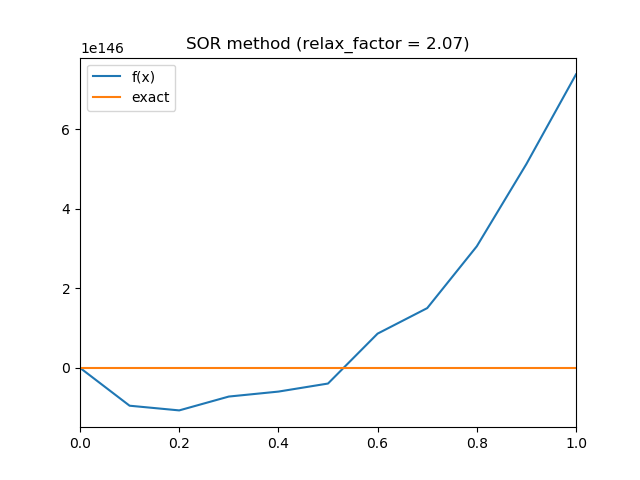 SOR method (relax_factor = 2.07)
1e146
f(x)
exact
6
4
2
0
0.0 0.2 0.4 0.6 0.8 1.0